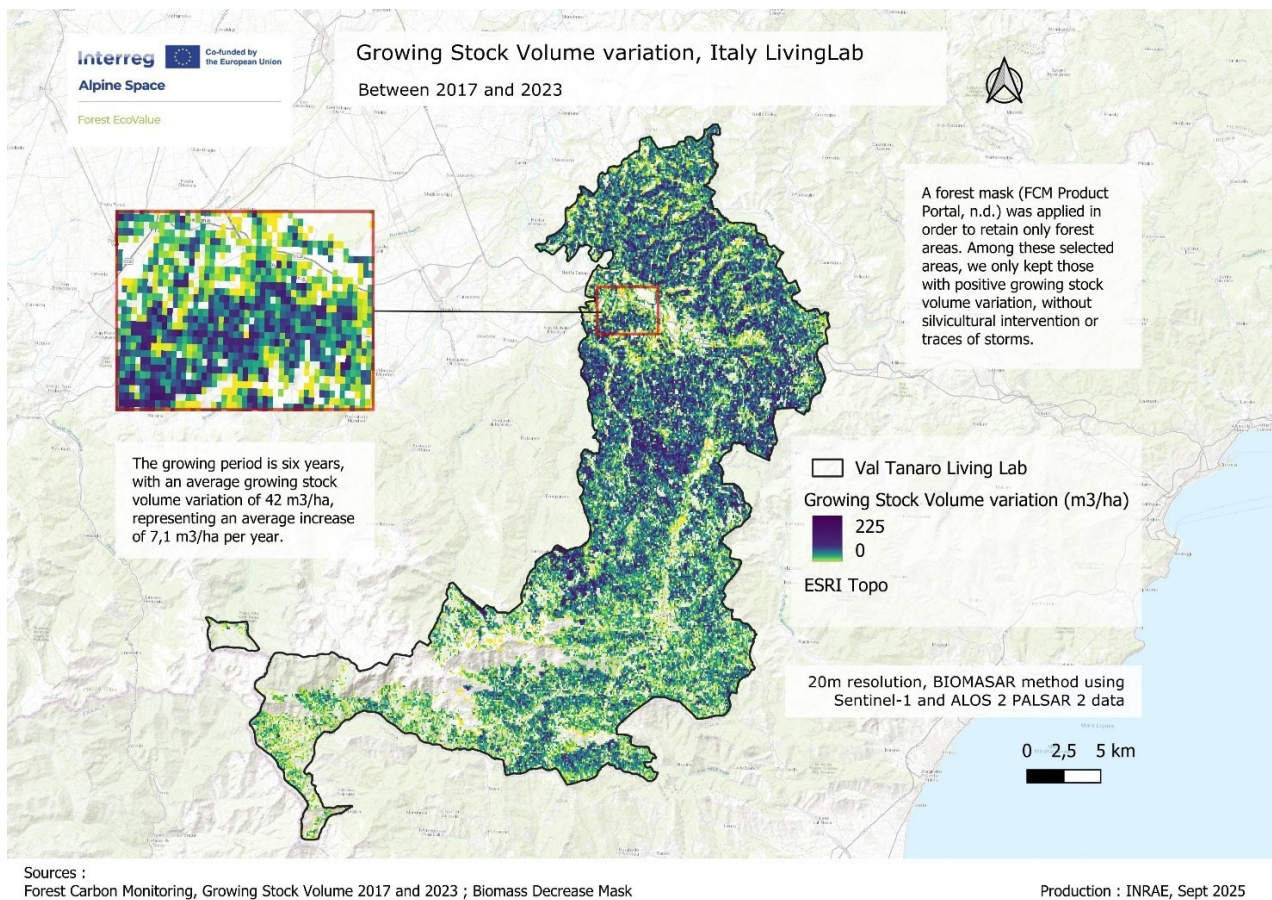 Interreg
Co-funded by
the European Union
Alpine Space
Forest EcoValue
Growing Stock Volume variation, Italy LivingLab
Between 2017 and 2023
A forest mask (FCM Product
Portal, n.d.) was applied in
order to retain only forest
areas. Among these selected
areas, we only kept those
with positive growing stock
volume variation, without
silvicultural intervention or
traces of storms.
The growing period is six years,
with an average growing stock
volume variation of 42 m3/ha,
representing an average increase
of 7,1 m3/ha per year.
Val Tanaro Living Lab
Growing Stock Volume variation (m3/ha)
225
0
ESRI Topo
20m resolution, BIOMASAR method using
Sentinel-1 and ALOS 2 PALSAR 2 data
0 2,5 5 km
Sources :
Forest Carbon Monitoring, Growing Stock Volume 2017 and 2023 ; Biomass Decrease Mask
Production : INRAE, Sept 2025